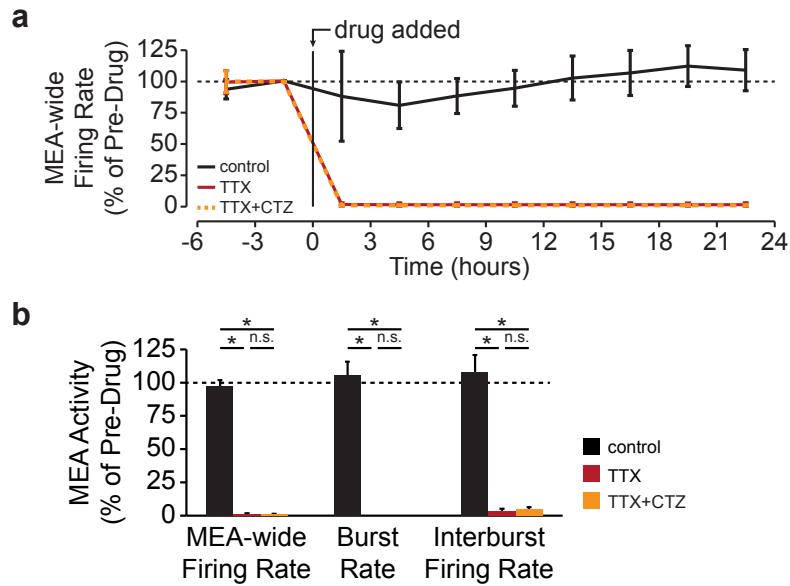 a
drug added
MEA-wide
Firing Rate
(% of Pre-Drug)
125
100
75
50
25
0
control
TTX
TTX+CTZ
-6 -3 0 3 6 9 12 15 18 21 24
Time (hours)
b
* * *
* n.s. * n.s. * n.s.
MEA Activity
(% of Pre-Drug)
125
100
75
50
25
0
MEA-wide
Firing Rate
Burst
Rate
Interburst
Firing Rate
control
TTX
TTX+CTZ